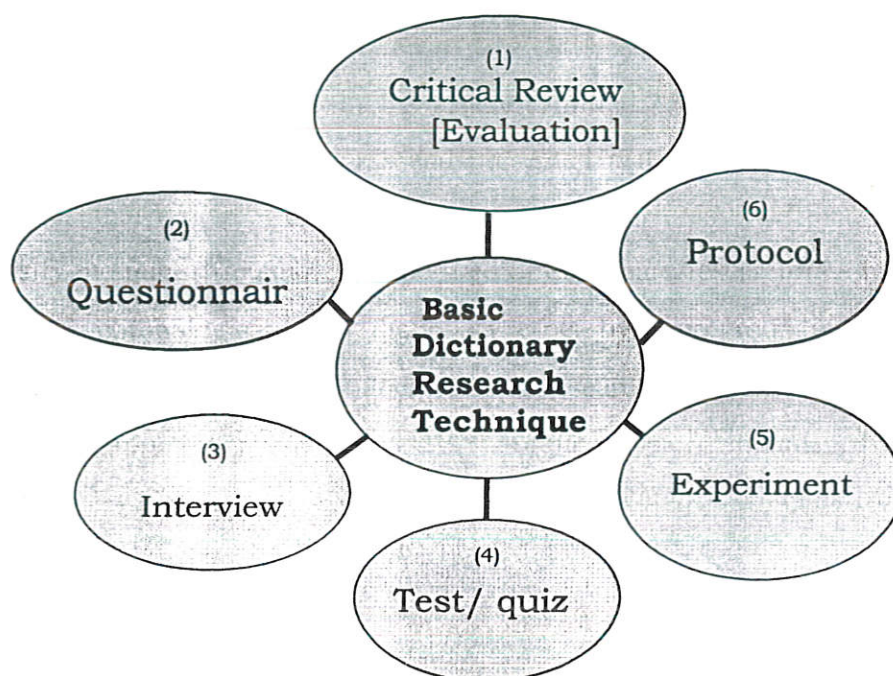 (1)
Critical Review
[Evaluation]
(2)
Questionnair
(3)
Interview
(4)
Test/ quiz
(5)
Experiment
(6)
Protocol
Basic
Dictionary
Research
Technique